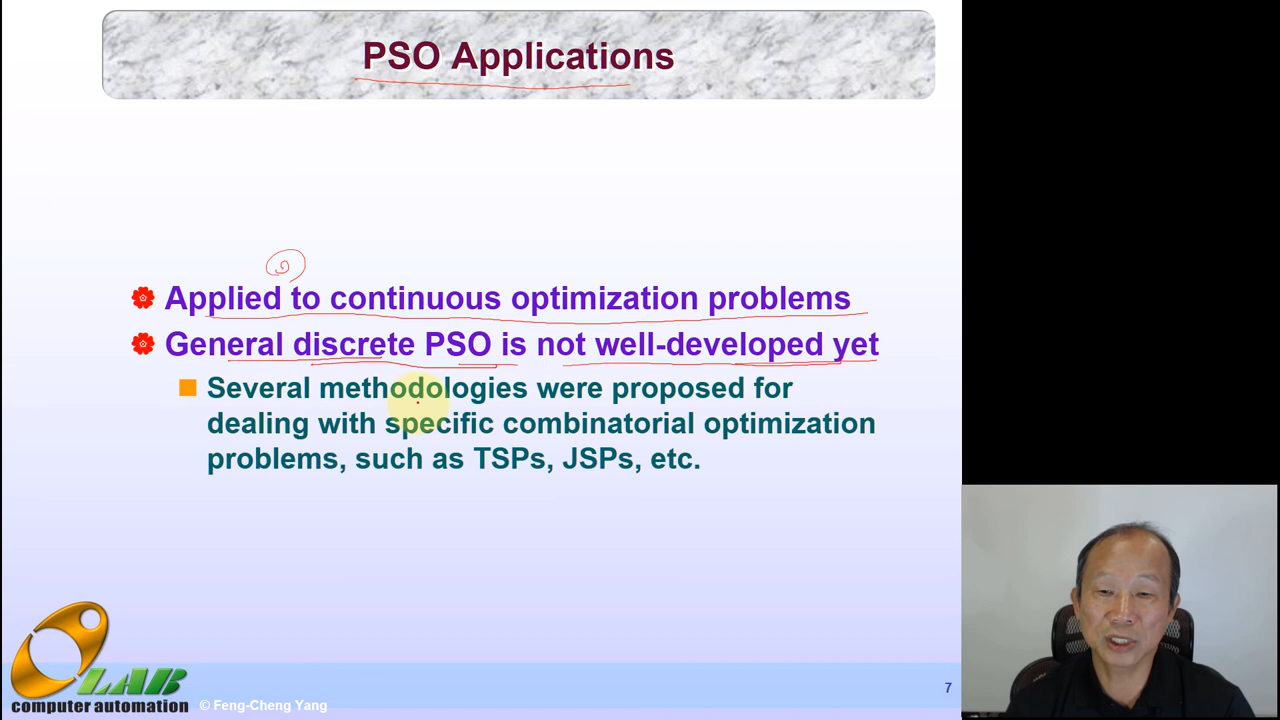 PSO Applications
Applied to continuous optimization problems
General discrete PSO is not well-developed yet
Several methodologies were proposed for
dealing with specific combinatorial optimization
problems, such as TSPs, JSPs, etc.
LAB
computer automation
© Feng-Cheng Yang
7